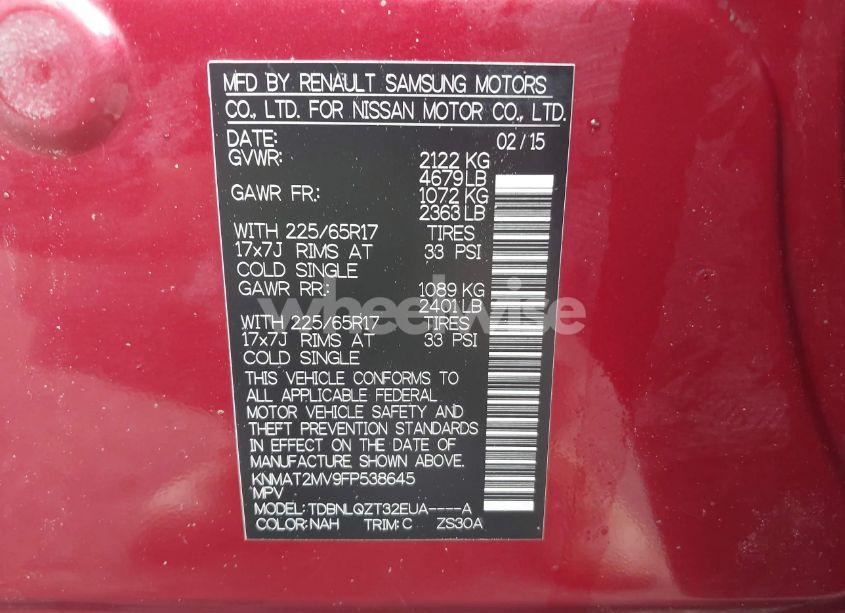 MFD BY RENAULT SAMSUNG MOTORS
CO., LTD. FOR NISSAN MOTOR CO., LTD.
DATE: 02/15
GVWR: 2122 KG
4679 LB
GAWR FR: 1072 KG
2363 LB
WITH 225/65R17 TIRES
17x7J RIMS AT 33 PSI
COLD SINGLE
GAWR RR: 1089 KG
2401 LB
WITH 225/65R17 TIRES
17x7J RIMS AT 33 PSI
COLD SINGLE
THIS VEHICLE CONFORMS TO
ALL APPLICABLE FEDERAL
MOTOR VEHICLE SAFETY AND
THEFT PREVENTION STANDARDS
IN EFFECT ON THE DATE OF
MANUFACTURE SHOWN ABOVE.
KNMAT2MV9FP538645
MPV
MODEL: TDBNLQZT32EUA----A
COLOR: NAH TRIM: C ZS30A
wheelwise